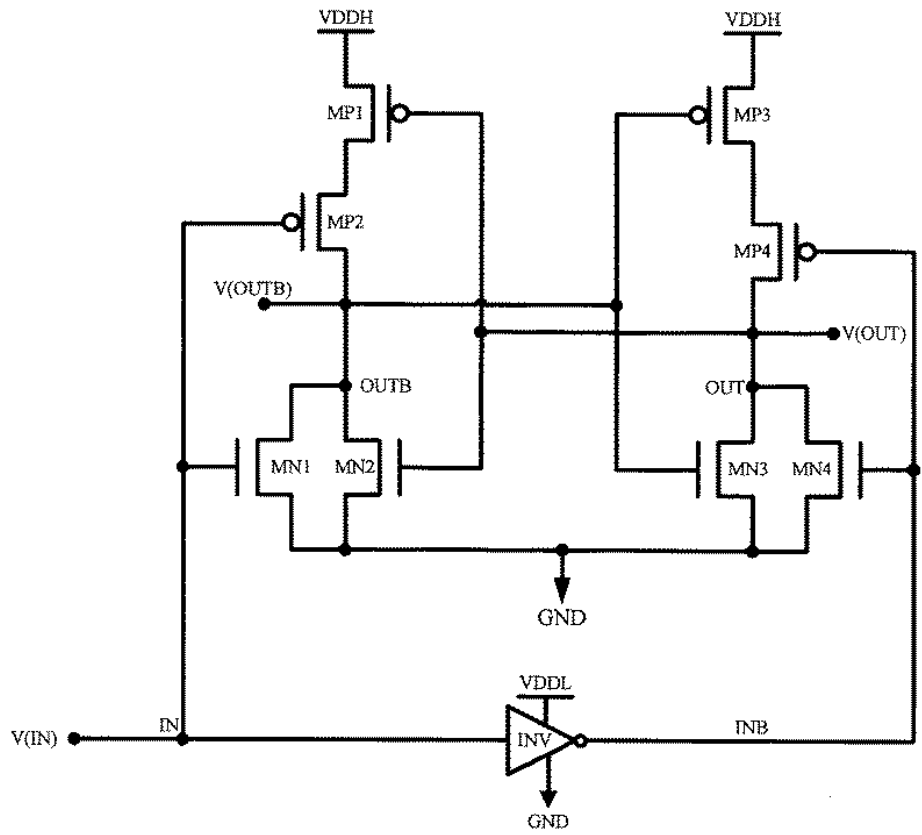 VDDH
VDDH
MP1
MP3
MP2
MP4
V(OUTB)
V(OUT)
OUTB
OUT
MN1
MN2
MN3
MN4
GND
VDDL
IN
V(IN)
INV
INB
GND